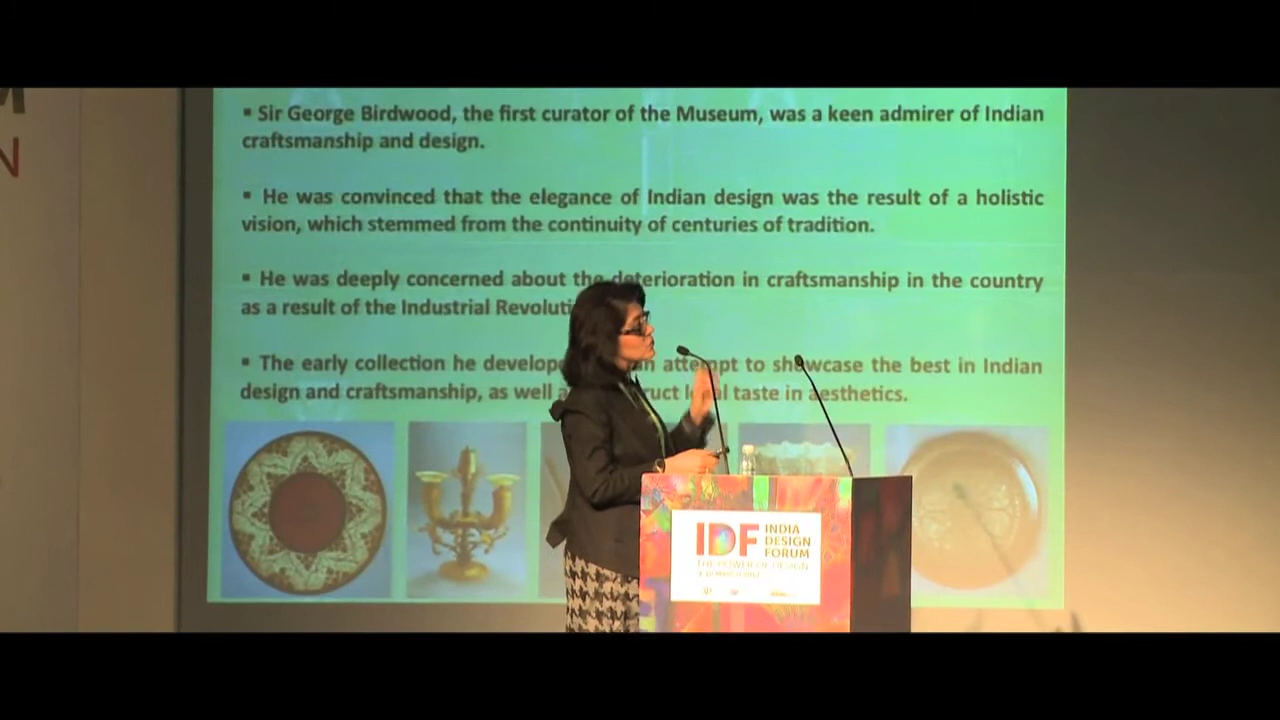 M
N
▪ Sir George Birdwood, the first curator of the Museum, was a keen admirer of Indian
craftsmanship and design.
▪ He was convinced that the elegance of Indian design was the result of a holistic
vision, which stemmed from the continuity of centuries of tradition.
▪ He was deeply concerned about the deterioration in craftsmanship in the country
as a result of the Industrial Revoluti
▪ The early collection he develope attempt to showcase the best in Indian
design and craftsmanship, as well taste in aesthetics.
IDF INDIA
DESIGN
FORUM
THE POWER OF DESIGN